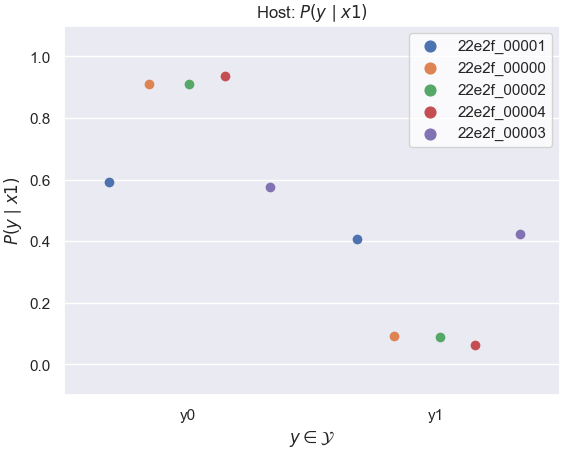 Host: P(y | x1)
22e2f_00001
22e2f_00000
22e2f_00002
22e2f_00004
22e2f_00003
1.0
0.8
0.6
0.4
0.2
0.0
P(y | x1)
y0 y1
y ∈ 𝒴